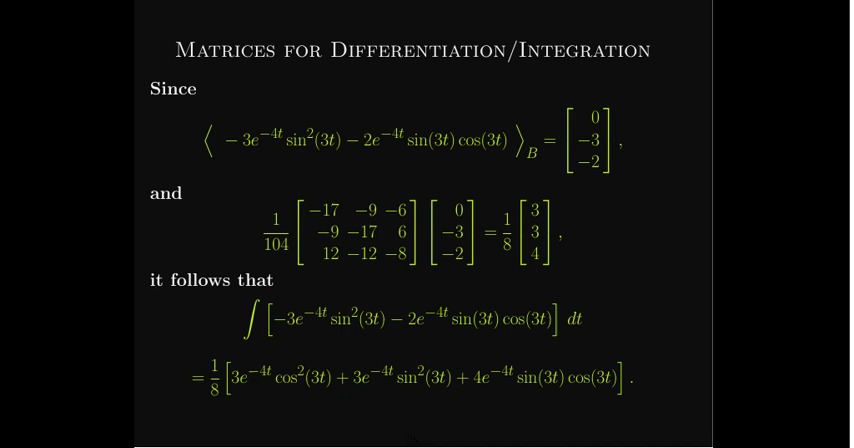 Matrices for Differentiation/Integration
Since
⟨ − 3e^{−4t} sin²(3t) − 2e^{−4t} sin(3t) cos(3t) ⟩_B = [0; −3; −2] ,
and
1/104 [−17 −9 −6; −9 −17 6; 12 −12 −8] [0; −3; −2] = 1/8 [3; 3; 4] ,
it follows that
∫ [−3e^{−4t} sin²(3t) − 2e^{−4t} sin(3t) cos(3t)] dt
= 1/8 [3e^{−4t} cos²(3t) + 3e^{−4t} sin²(3t) + 4e^{−4t} sin(3t) cos(3t)] .